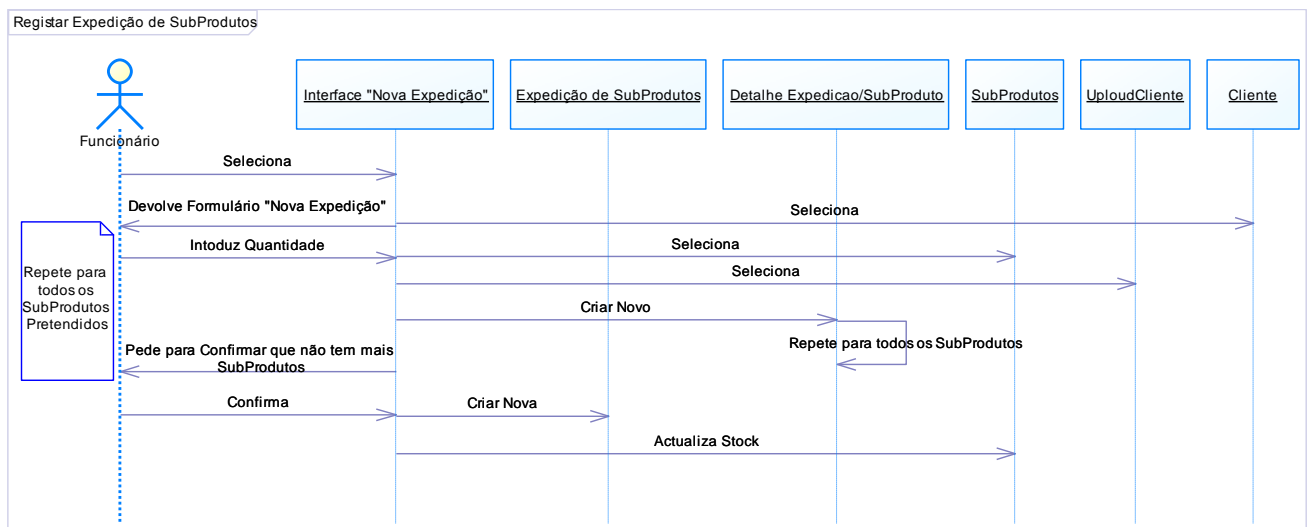 Registar Expedição de SubProdutos
Funcionário
Interface "Nova Expedição"
Expedição de SubProdutos
Detalhe Expedicao/SubProduto
SubProdutos
UploudCliente
Cliente
Seleciona
Devolve Formulário "Nova Expedição"
Seleciona
Intoduz Quantidade
Seleciona
Seleciona
Repete para
todos os
SubProdutos
Pretendidos
Criar Novo
Repete para todos os SubProdutos
Pede para Confirmar que não tem mais
SubProdutos
Confirma
Criar Nova
Actualiza Stock